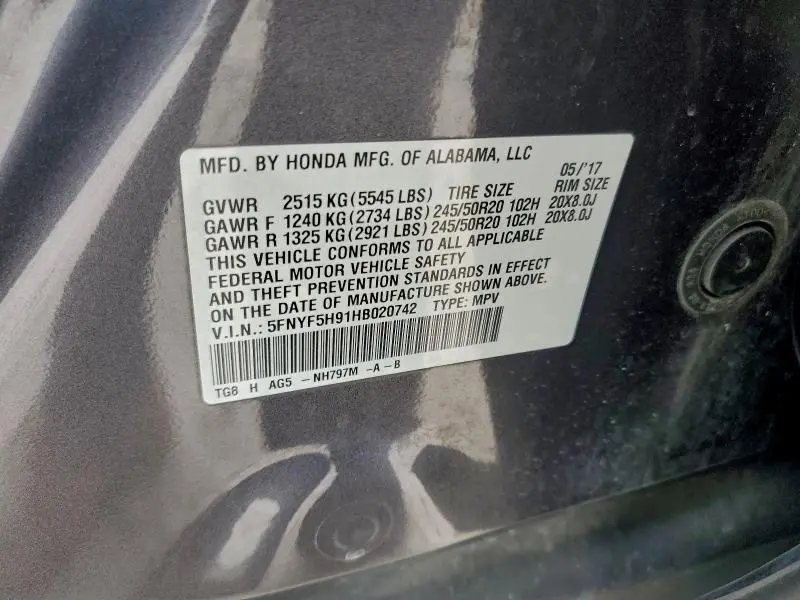 MFD. BY HONDA MFG. OF ALABAMA, LLC 05/'17
GVWR 2515 KG(5545 LBS) TIRE SIZE RIM SIZE
GAWR F 1240 KG(2734 LBS)245/50R20 102H 20X8.0J
GAWR R 1325 KG(2921 LBS)245/50R20 102H 20X8.0J
THIS VEHICLE CONFORMS TO ALL APPLICABLE
FEDERAL MOTOR VEHICLE SAFETY
AND THEFT PREVENTION STANDARDS IN EFFECT
ON THE DATE OF MANUFACTURE SHOWN ABOVE.
V.I.N.: 5FNYF5H91HB020742 TYPE: MPV
TG8 H AG5 -NH797M -A-B